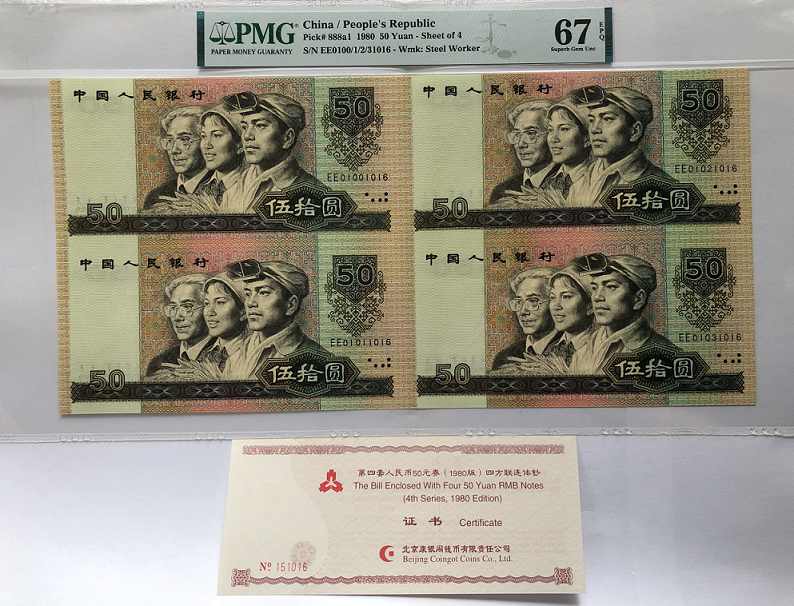 PMG
PAPER MONEY GUARANTY
China / People's Republic
Pick# 888a1 1980 50 Yuan - Sheet of 4
S/N EE0100/1/2/31016 - Wmk: Steel Worker
67 EPQ
Superb Gem Unc
中国人民银行
50
EE01001016
50
伍拾圆
中国人民银行
50
EE01021016
50
伍拾圆
中国人民银行
50
EE01011016
50
伍拾圆
中国人民银行
50
EE01031016
50
伍拾圆
第四套人民币50元券（1980版）四方联连体钞
The Bill Enclosed With Four 50 Yuan RMB Notes
(4th Series, 1980 Edition)
证书 Certificate
北京康银阁钱币有限责任公司
Beijing Coingot Coins Co., Ltd.
Nº 151016